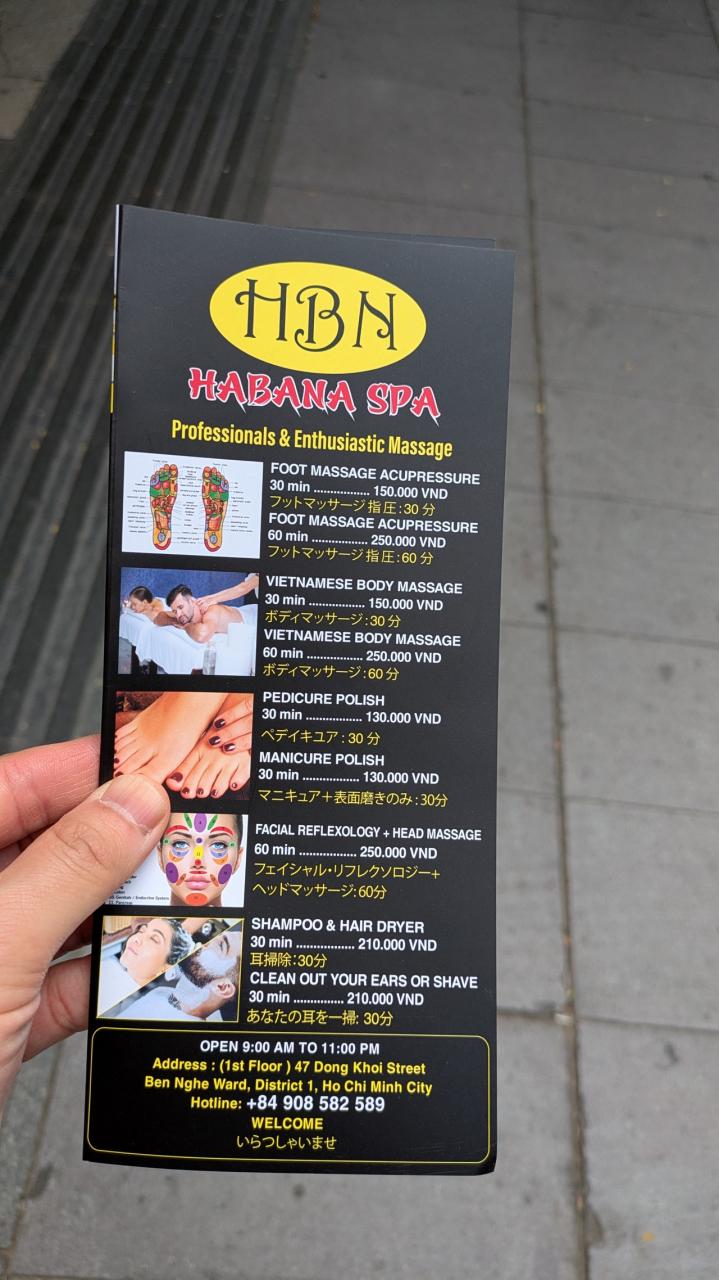 HBN
HABANA SPA
Professionals & Enthusiastic Massage
FOOT MASSAGE ACUPRESSURE
30 min ................. 150.000 VND
フットマッサージ 指圧 : 30 分
FOOT MASSAGE ACUPRESSURE
60 min ................. 250.000 VND
フットマッサージ 指圧 : 60 分
VIETNAMESE BODY MASSAGE
30 min ................. 150.000 VND
ボディマッサージ : 30 分
VIETNAMESE BODY MASSAGE
60 min ................. 250.000 VND
ボディマッサージ : 60 分
PEDICURE POLISH
30 min ................. 130.000 VND
ペデイキユア : 30 分
MANICURE POLISH
30 min ................. 130.000 VND
マニキュア＋表面磨きのみ : 30分
FACIAL REFLEXOLOGY + HEAD MASSAGE
60 min ................. 250.000 VND
フェイシャル・リフレクソロジー+
ヘッドマッサージ: 60分
Genitals / Endocrine System
SHAMPOO & HAIR DRYER
30 min ................. 210.000 VND
耳掃除: 30分
CLEAN OUT YOUR EARS OR SHAVE
30 min ............... 210.000 VND
あなたの耳を一掃: 30分
OPEN 9:00 AM TO 11:00 PM
Address : (1st Floor ) 47 Dong Khoi Street
Ben Nghe Ward, District 1, Ho Chi Minh City
Hotline: +84 908 582 589
WELCOME
いらつしゃいませ